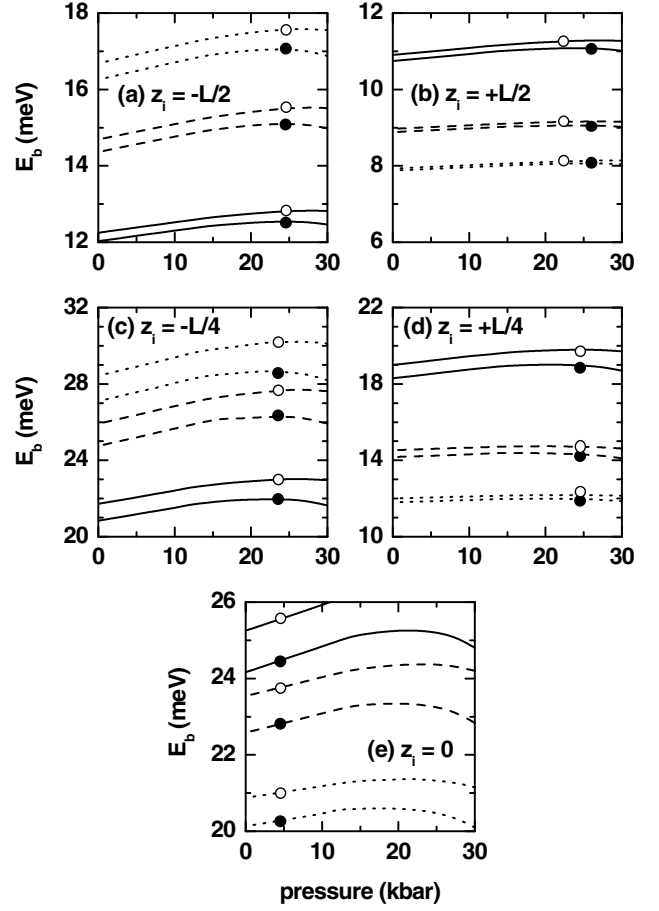 18
16
14
12
E_b (meV)
(a) z_i = -L/2
0 10 20 30
12
10
8
6
E_b (meV)
(b) z_i = +L/2
0 10 20 30
32
28
24
20
E_b (meV)
(c) z_i = -L/4
0 10 20 30
22
18
14
10
(d) z_i = +L/4
0 10 20 30
26
24
22
20
E_b (meV)
(e) z_i = 0
0 10 20 30
pressure (kbar)